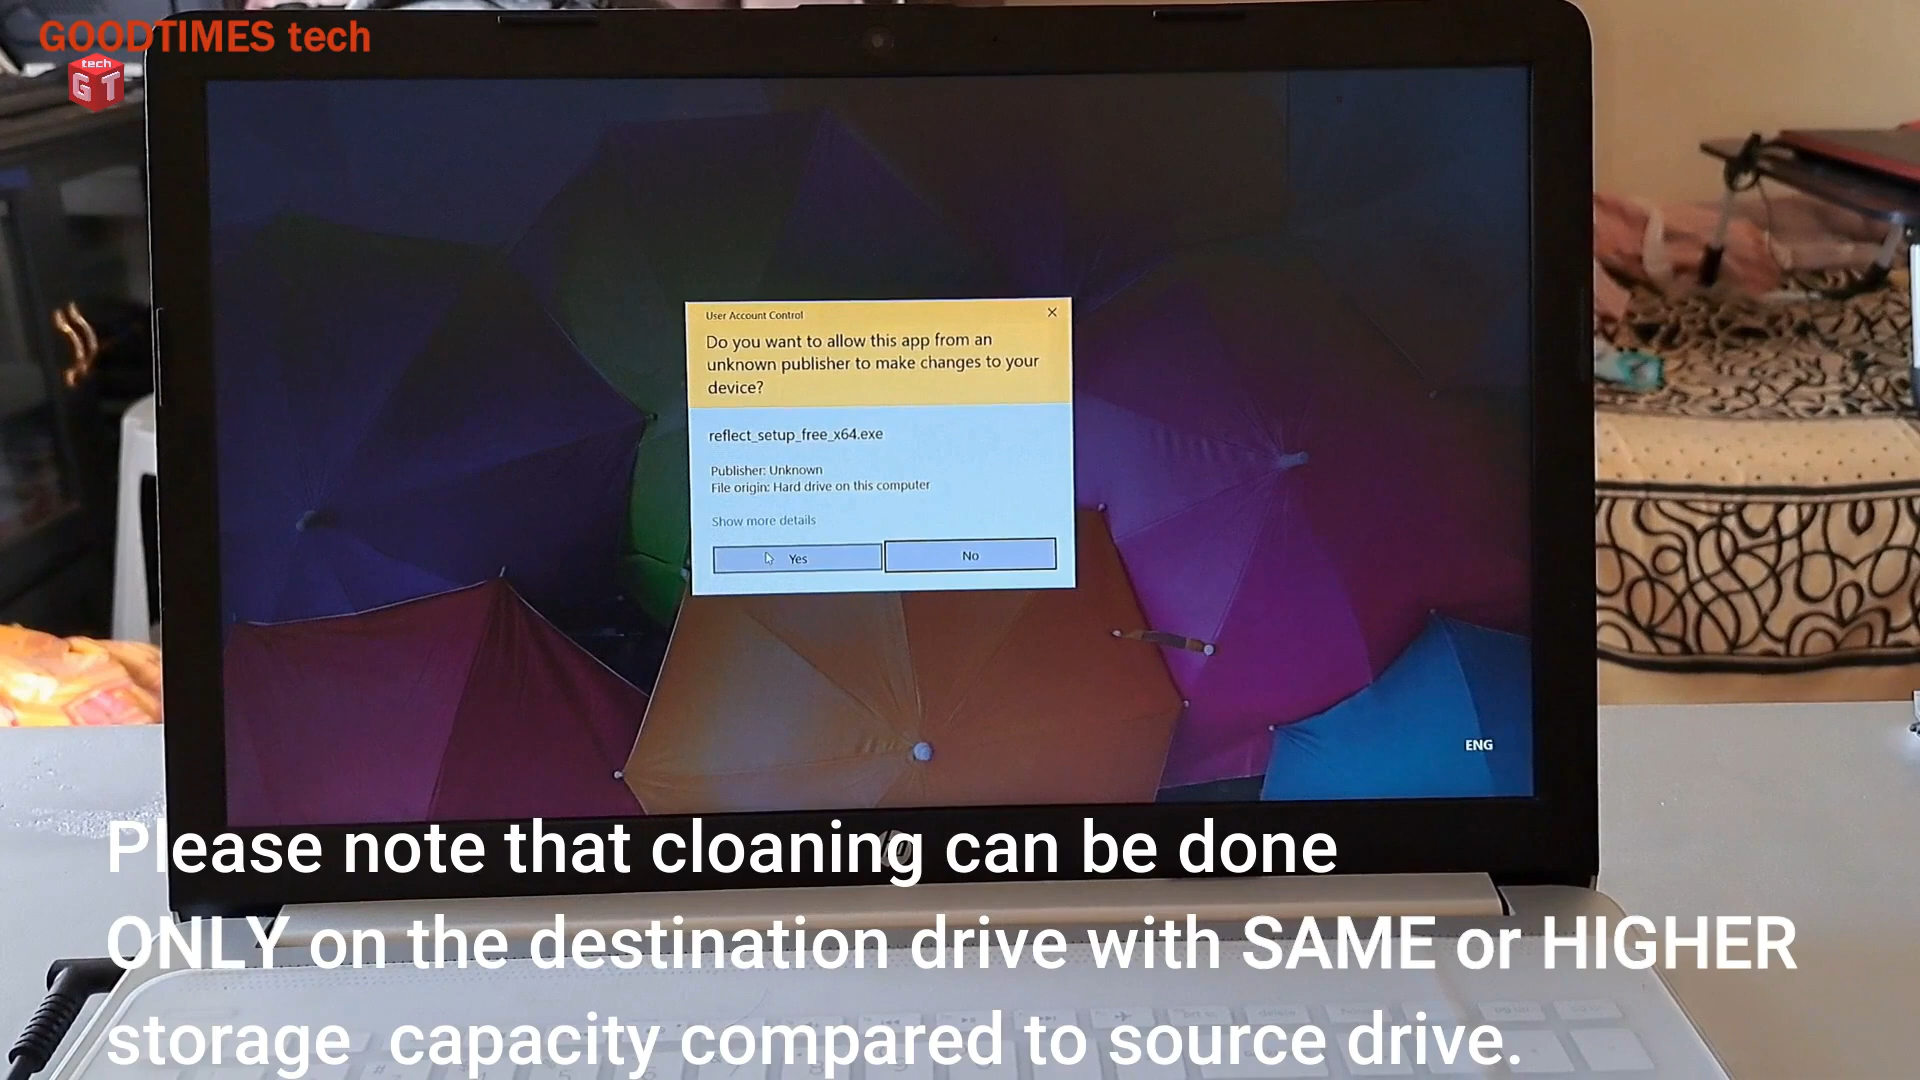 GOODTIMES tech
tech
GT
User Account Control
Do you want to allow this app from an
unknown publisher to make changes to your
device?
reflect_setup_free_x64.exe
Publisher: Unknown
File origin: Hard drive on this computer
Show more details
Yes
No
ENG
Please note that cloaning can be done
ONLY on the destination drive with SAME or HIGHER
storage capacity compared to source drive.